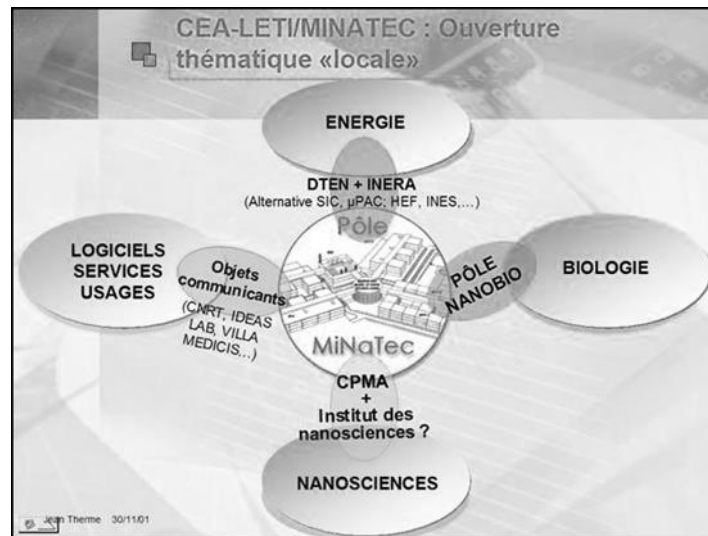 CEA-LETI/MINATEC : Ouverture
thématique «locale»
ENERGIE
DTEN + INERA
(Alternative SIC, µPAC; HEF, INES,...)
Pôle
LOGICIELS
SERVICES
USAGES
Objets
communicants
(CNRT, IDEAS
LAB, VILLA
MEDICIS,...)
PÔLE
NANOBIO
BIOLOGIE
MiNaTec
CPMA
+
Institut des
nanosciences ?
NANOSCIENCES
Jean Therme 30/11/01